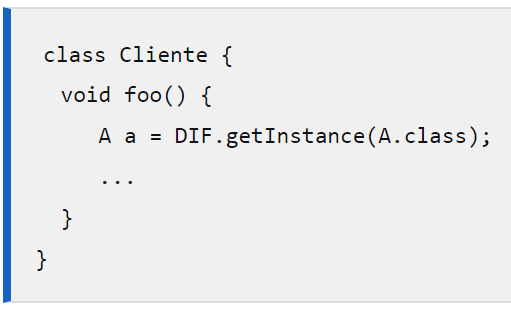 class Cliente {
void foo() {
A a = DIF.getInstance(A.class);
...
}
}